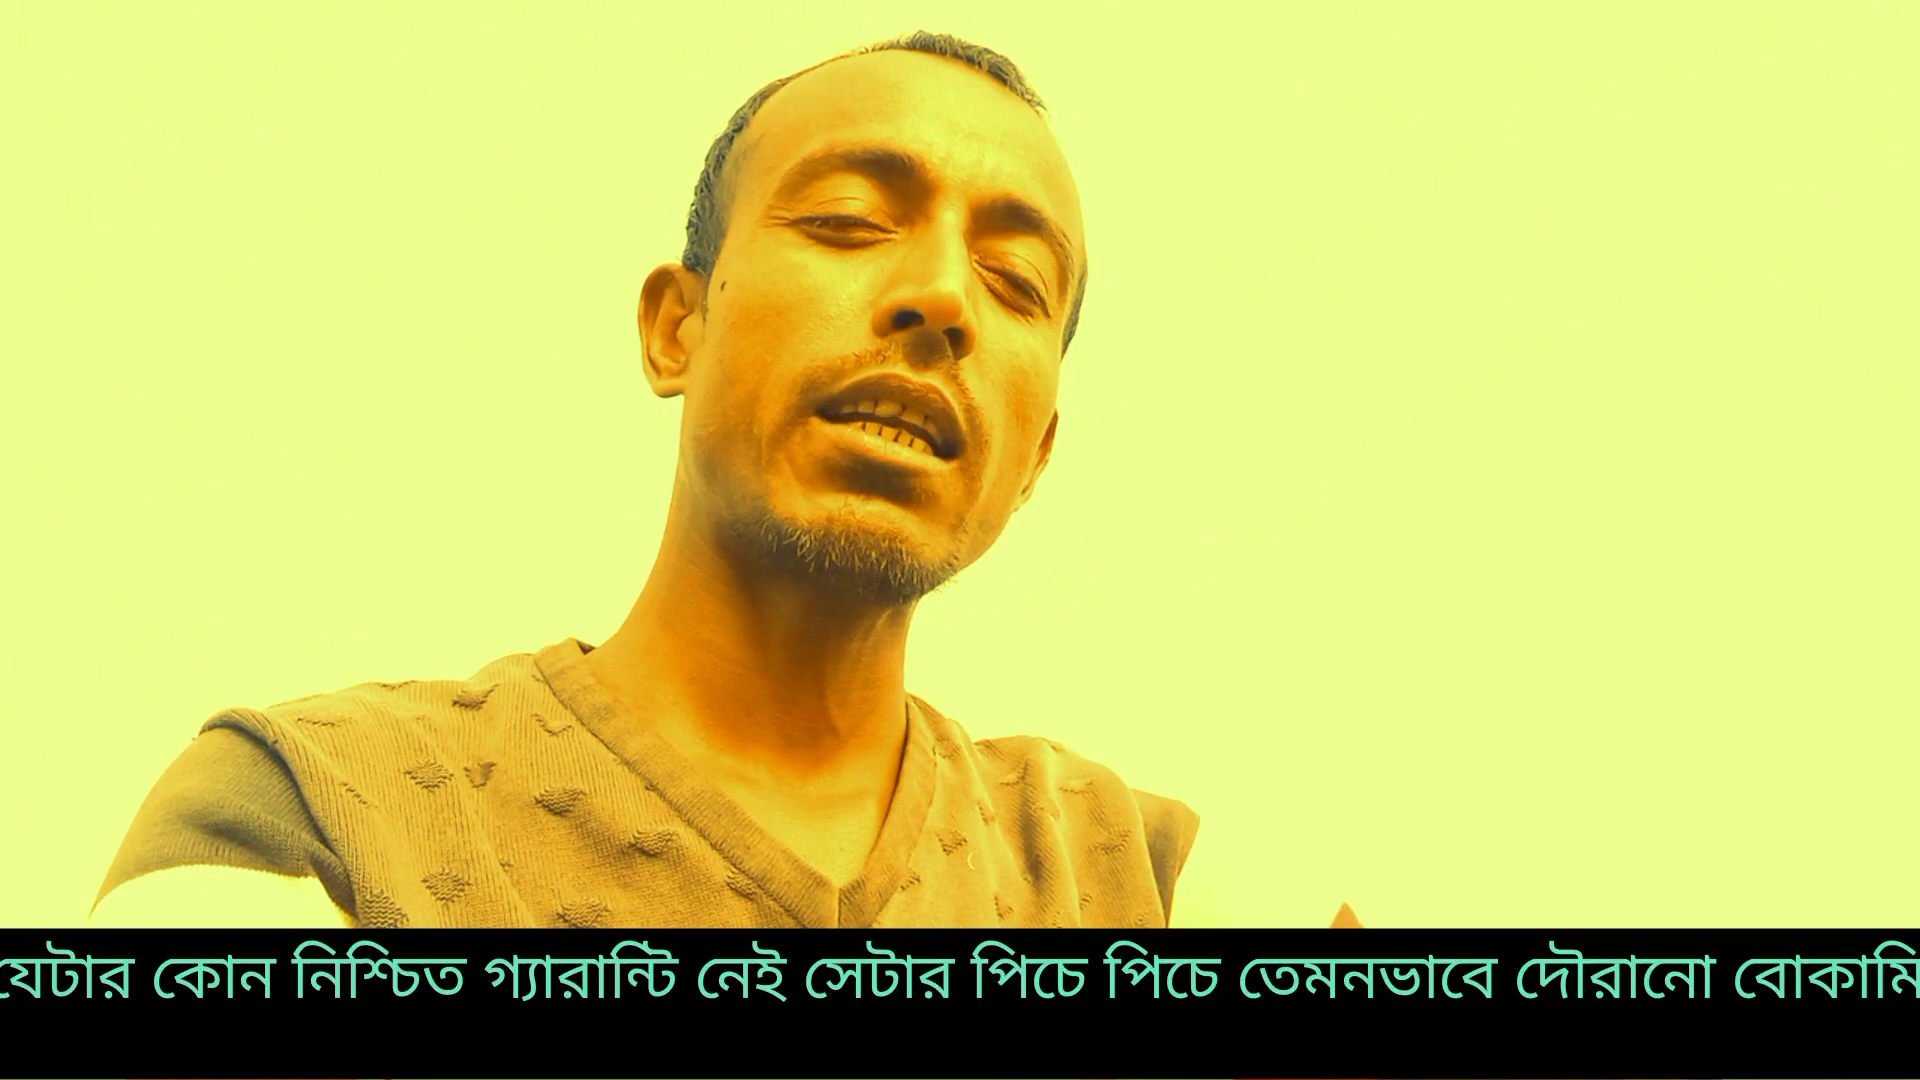 যেটার কোন নিশ্চিত গ্যারান্টি নেই সেটার পিচে পিচে তেমনভাবে দৌরানো বোকামি